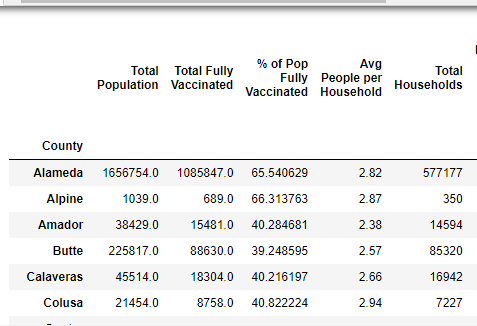 Total Population Total Fully Vaccinated % of Pop Fully Vaccinated Avg People per Household Total Households
County
Alameda 1656754.0 1085847.0 65.540629 2.82 577177
Alpine 1039.0 689.0 66.313763 2.87 350
Amador 38429.0 15481.0 40.284681 2.38 14594
Butte 225817.0 88630.0 39.248595 2.57 85320
Calaveras 45514.0 18304.0 40.216197 2.66 16942
Colusa 21454.0 8758.0 40.822224 2.94 7227